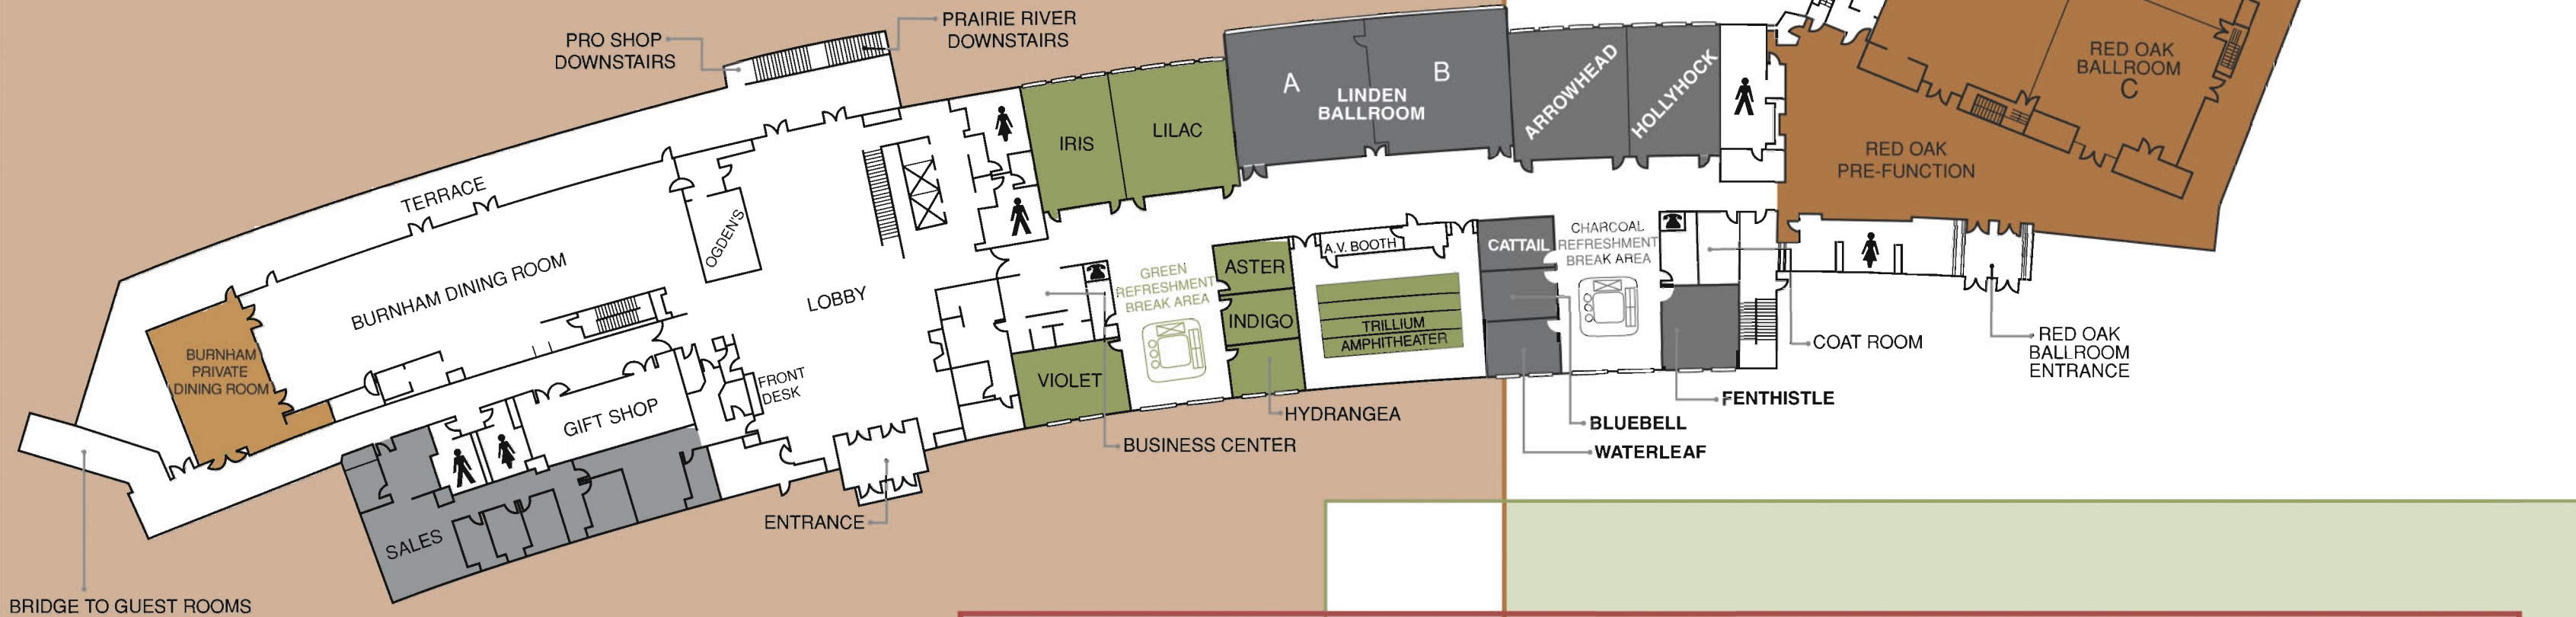 PRO SHOP
DOWNSTAIRS
PRAIRIE RIVER
DOWNSTAIRS
TERRACE
BURNHAM DINING ROOM
BURNHAM
PRIVATE
DINING ROOM
OGDEN'S
LOBBY
FRONT
DESK
GIFT SHOP
SALES
ENTRANCE
BRIDGE TO GUEST ROOMS
IRIS
LILAC
A
B
LINDEN
BALLROOM
ARROWHEAD
HOLLYHOCK
RED OAK
BALLROOM
C
RED OAK
PRE-FUNCTION
GREEN
REFRESHMENT
BREAK AREA
VIOLET
ASTER
INDIGO
HYDRANGEA
BUSINESS CENTER
A.V. BOOTH
TRILLIUM
AMPHITHEATER
CATTAIL
CHARCOAL
REFRESHMENT
BREAK AREA
BLUEBELL
WATERLEAF
FENTHISTLE
COAT ROOM
RED OAK
BALLROOM
ENTRANCE